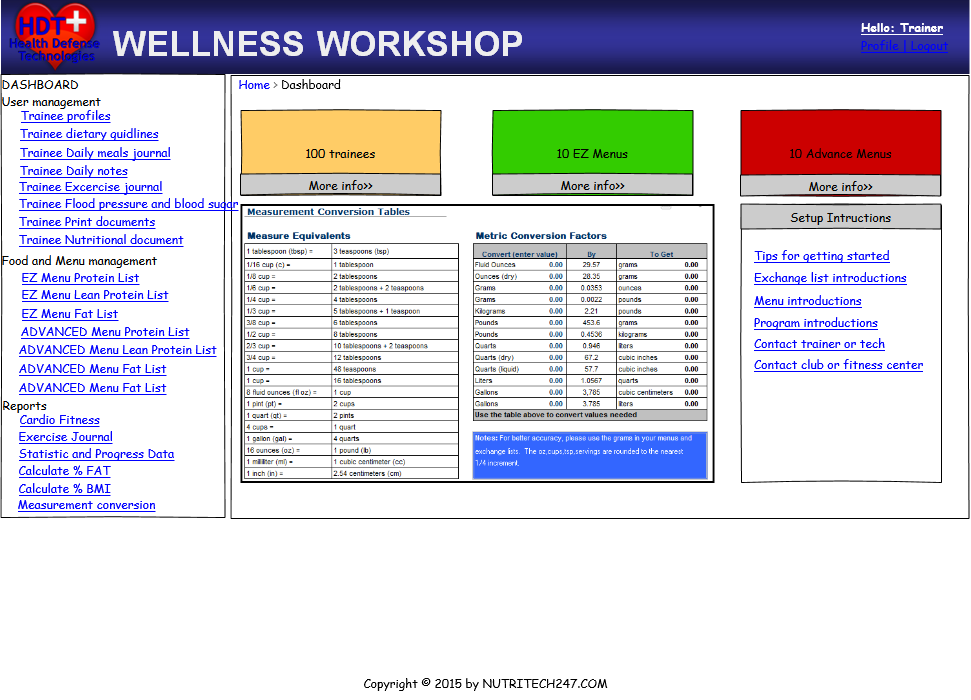 HDT
Health Defense
Technologies
WELLNESS WORKSHOP
Hello: Trainer
Profile | Logout
DASHBOARD
User management
Trainee profiles
Trainee dietary quidlines
Trainee Daily meals journal
Trainee Daily notes
Trainee Excercise journal
Trainee Flood pressure and blood sugar
Trainee Print documents
Trainee Nutritional document
Food and Menu management
EZ Menu Protein List
EZ Menu Lean Protein List
EZ Menu Fat List
ADVANCED Menu Protein List
ADVANCED Menu Lean Protein List
ADVANCED Menu Fat List
ADVANCED Menu Fat List
Reports
Cardio Fitness
Exercise Journal
Statistic and Progress Data
Calculate % FAT
Calculate % BMI
Measurement conversion
Home > Dashboard
100 trainees
More info>>
10 EZ Menus
More info>>
10 Advance Menus
More info>>
Measurement Conversion Tables
Measure Equivalents
1 tablespoon (tbsp) = 3 teaspoons (tsp)
1/16 cup (c) = 1 tablespoon
1/8 cup = 2 tablespoons
1/6 cup = 2 tablespoons + 2 teaspoons
1/4 cup = 4 tablespoons
1/3 cup = 5 tablespoons + 1 teaspoon
3/8 cup = 6 tablespoons
1/2 cup = 8 tablespoons
2/3 cup = 10 tablespoons + 2 teaspoons
3/4 cup = 12 tablespoons
1 cup = 48 teaspoons
1 cup = 16 tablespoons
8 fluid ounces (fl oz) = 1 cup
1 pint (pt) = 2 cups
1 quart (qt) = 2 pints
4 cups = 1 quart
1 gallon (gal) = 4 quarts
16 ounces (oz) = 1 pound (lb)
1 milliliter (ml) = 1 cubic centimeter (cc)
1 inch (in) = 2.54 centimeters (cm)
Metric Conversion Factors
Convert (enter value) By To Get
Fluid Ounces 0.00 29.57 grams 0.00
Ounces (dry) 0.00 28.35 grams 0.00
Grams 0.00 0.0353 ounces 0.00
Grams 0.00 0.0022 pounds 0.00
Kilograms 0.00 2.21 pounds 0.00
Pounds 0.00 453.6 grams 0.00
Pounds 0.00 0.4536 kilograms 0.00
Quarts 0.00 0.946 liters 0.00
Quarts (dry) 0.00 67.2 cubic inches 0.00
Quarts (liquid) 0.00 57.7 cubic inches 0.00
Liters 0.00 1.0567 quarts 0.00
Gallons 0.00 3,785 cubic centimeters 0.00
Gallons 0.00 3.785 liters 0.00
Use the table above to convert values needed
Notes: For better accuracy, please use the grams in your menus and
exchange lists. The oz,cups,tsp,servings are rounded to the nearest
1/4 increment.
Setup Intructions
Tips for getting started
Exchange list introductions
Menu introductions
Program introductions
Contact trainer or tech
Contact club or fitness center
Copyright © 2015 by NUTRITECH247.COM